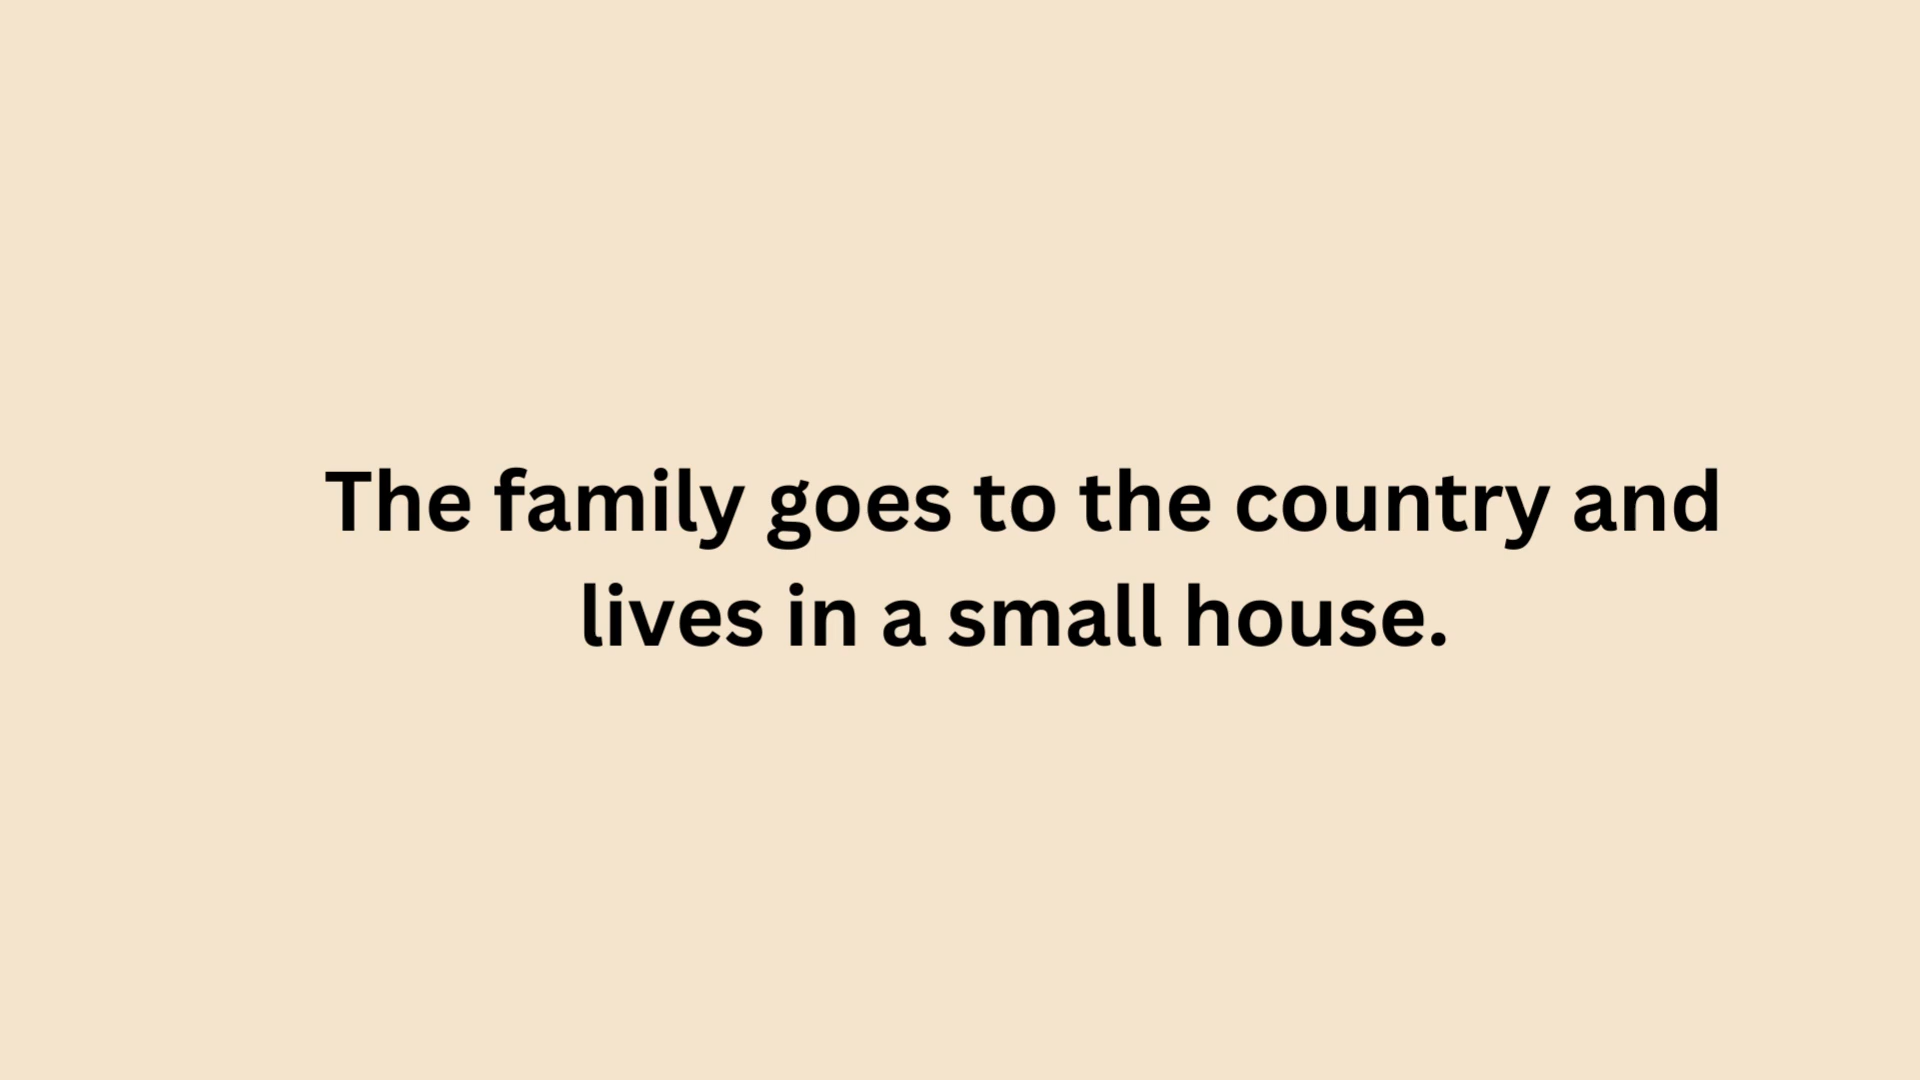 The family goes to the country and
lives in a small house.